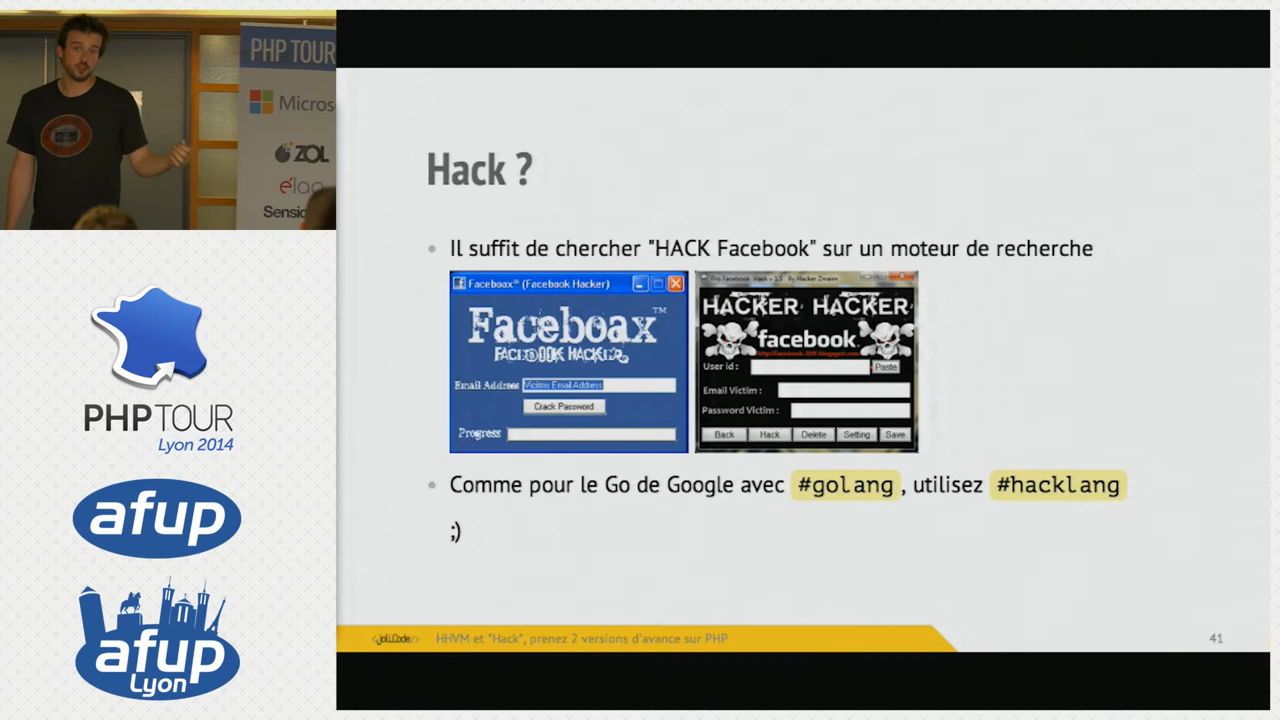 PHP TOUR
Micros
ZOL
Sensio
PHP TOUR
Lyon 2014
afup
afup
Lyon
Hack ?
Il suffit de chercher "HACK Facebook" sur un moteur de recherche
Faceboax™ (Facebook Hacker)
Faceboax™
FACEBOOK HACKER
Email Address
Victims Email Address
Crack Password
Progress
HACKER HACKER
facebook
User id :
Paste
Email Victim :
Password Victim :
Back Hack Delete Setting Save
Comme pour le Go de Google avec #golang , utilisez #hacklang
;)
<joliCode/>
HHVM et "Hack", prenez 2 versions d'avance sur PHP
41